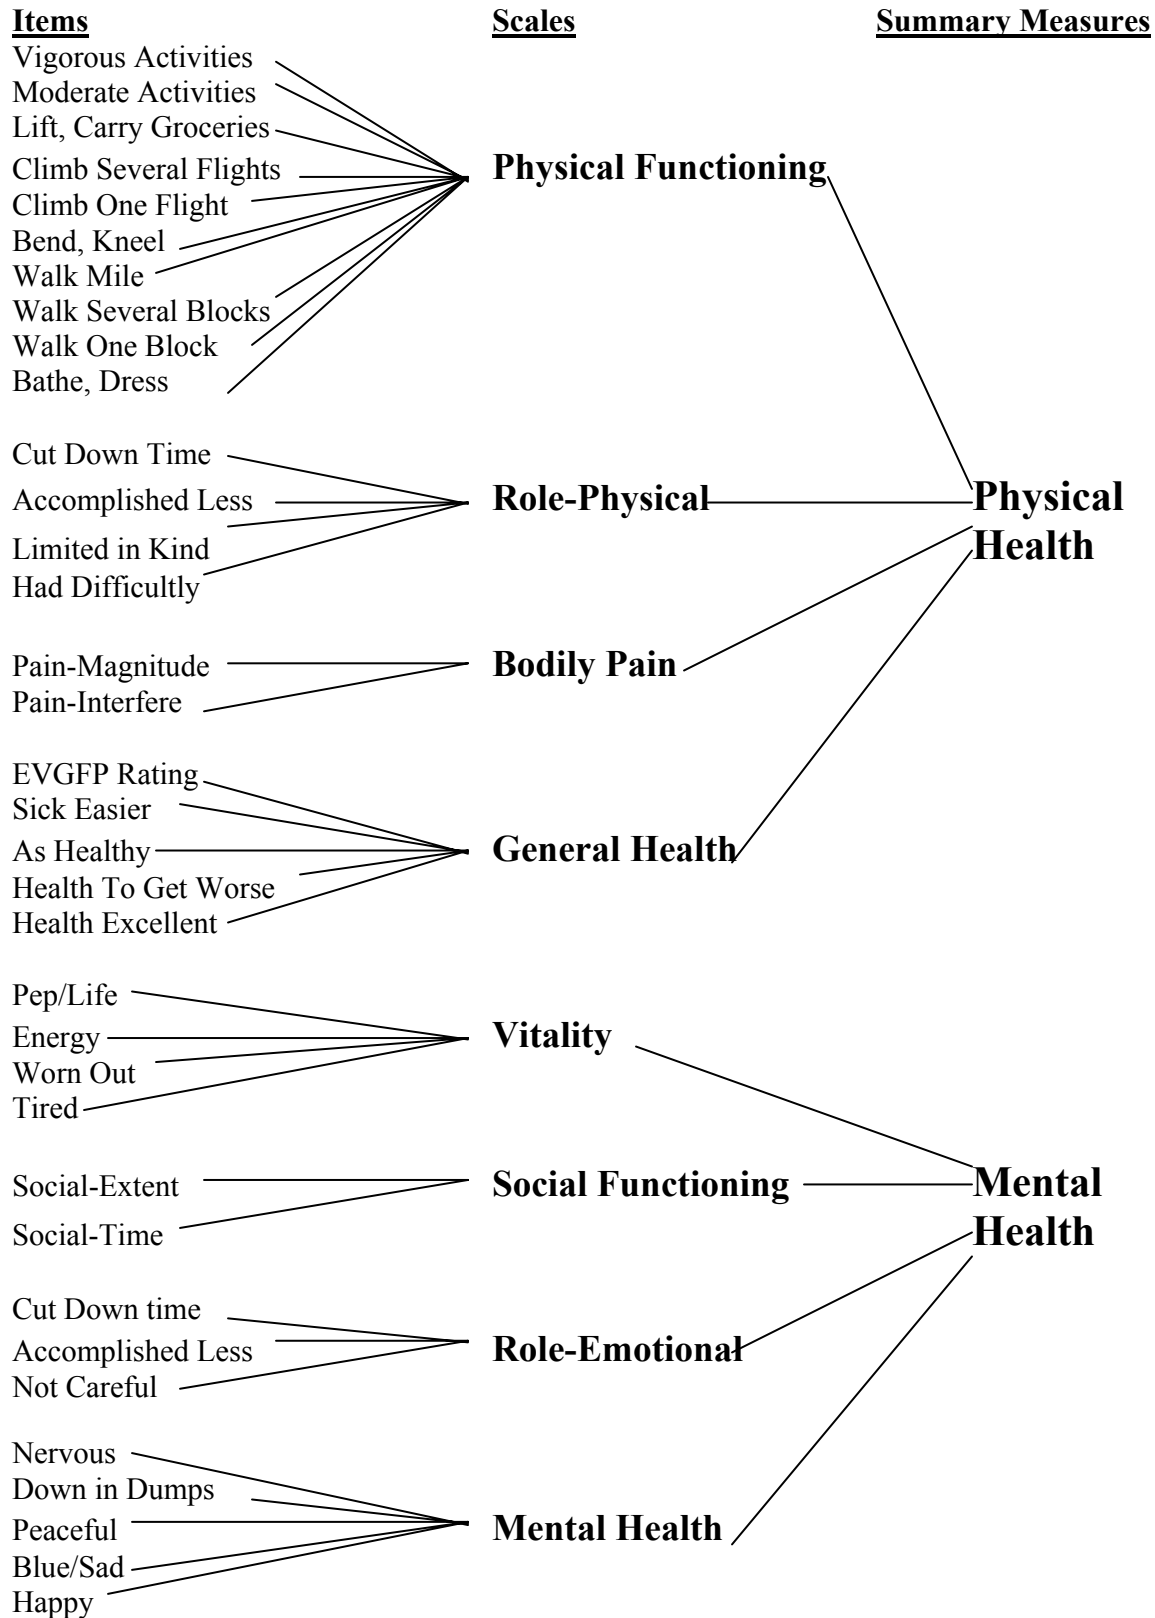 Items Scales Summary Measures
Vigorous Activities
Moderate Activities
Lift, Carry Groceries
Climb Several Flights
Climb One Flight
Bend, Kneel
Walk Mile
Walk Several Blocks
Walk One Block
Bathe, Dress
Physical Functioning
Cut Down Time
Accomplished Less
Limited in Kind
Had Difficultly
Role-Physical
Pain-Magnitude
Pain-Interfere
Bodily Pain
EVGFP Rating
Sick Easier
As Healthy
Health To Get Worse
Health Excellent
General Health
Physical
Health
Pep/Life
Energy
Worn Out
Tired
Vitality
Social-Extent
Social-Time
Social Functioning
Cut Down time
Accomplished Less
Not Careful
Role-Emotional
Nervous
Down in Dumps
Peaceful
Blue/Sad
Happy
Mental Health
Mental
Health